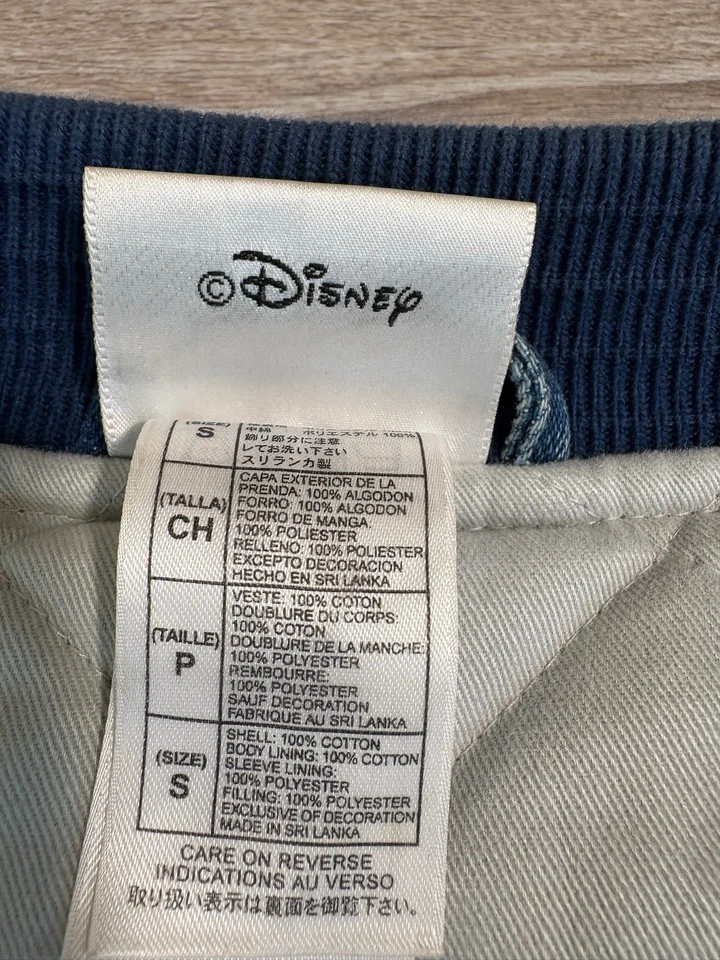 ©Disney
(SIZE)
S
ポリエステル 100%
飾り部分に注意
してお洗い下さい
スリランカ製
(TALLA)
CH
CAPA EXTERIOR DE LA
PRENDA: 100% ALGODON
FORRO: 100% ALGODON
FORRO DE MANGA:
100% POLIESTER
RELLENO: 100% POLIESTER
EXCEPTO DECORACION
HECHO EN SRI LANKA
(TAILLE)
P
VESTE: 100% COTON
DOUBLURE DU CORPS:
100% COTON
DOUBLURE DE LA MANCHE:
100% POLYESTER
REMBOURRE:
100% POLYESTER
SAUF DECORATION
FABRIQUE AU SRI LANKA
(SIZE)
S
SHELL: 100% COTTON
BODY LINING: 100% COTTON
SLEEVE LINING:
100% POLYESTER
FILLING: 100% POLYESTER
EXCLUSIVE OF DECORATION
MADE IN SRI LANKA
CARE ON REVERSE
INDICATIONS AU VERSO
取り扱い表示は裏面を御覧下さい。